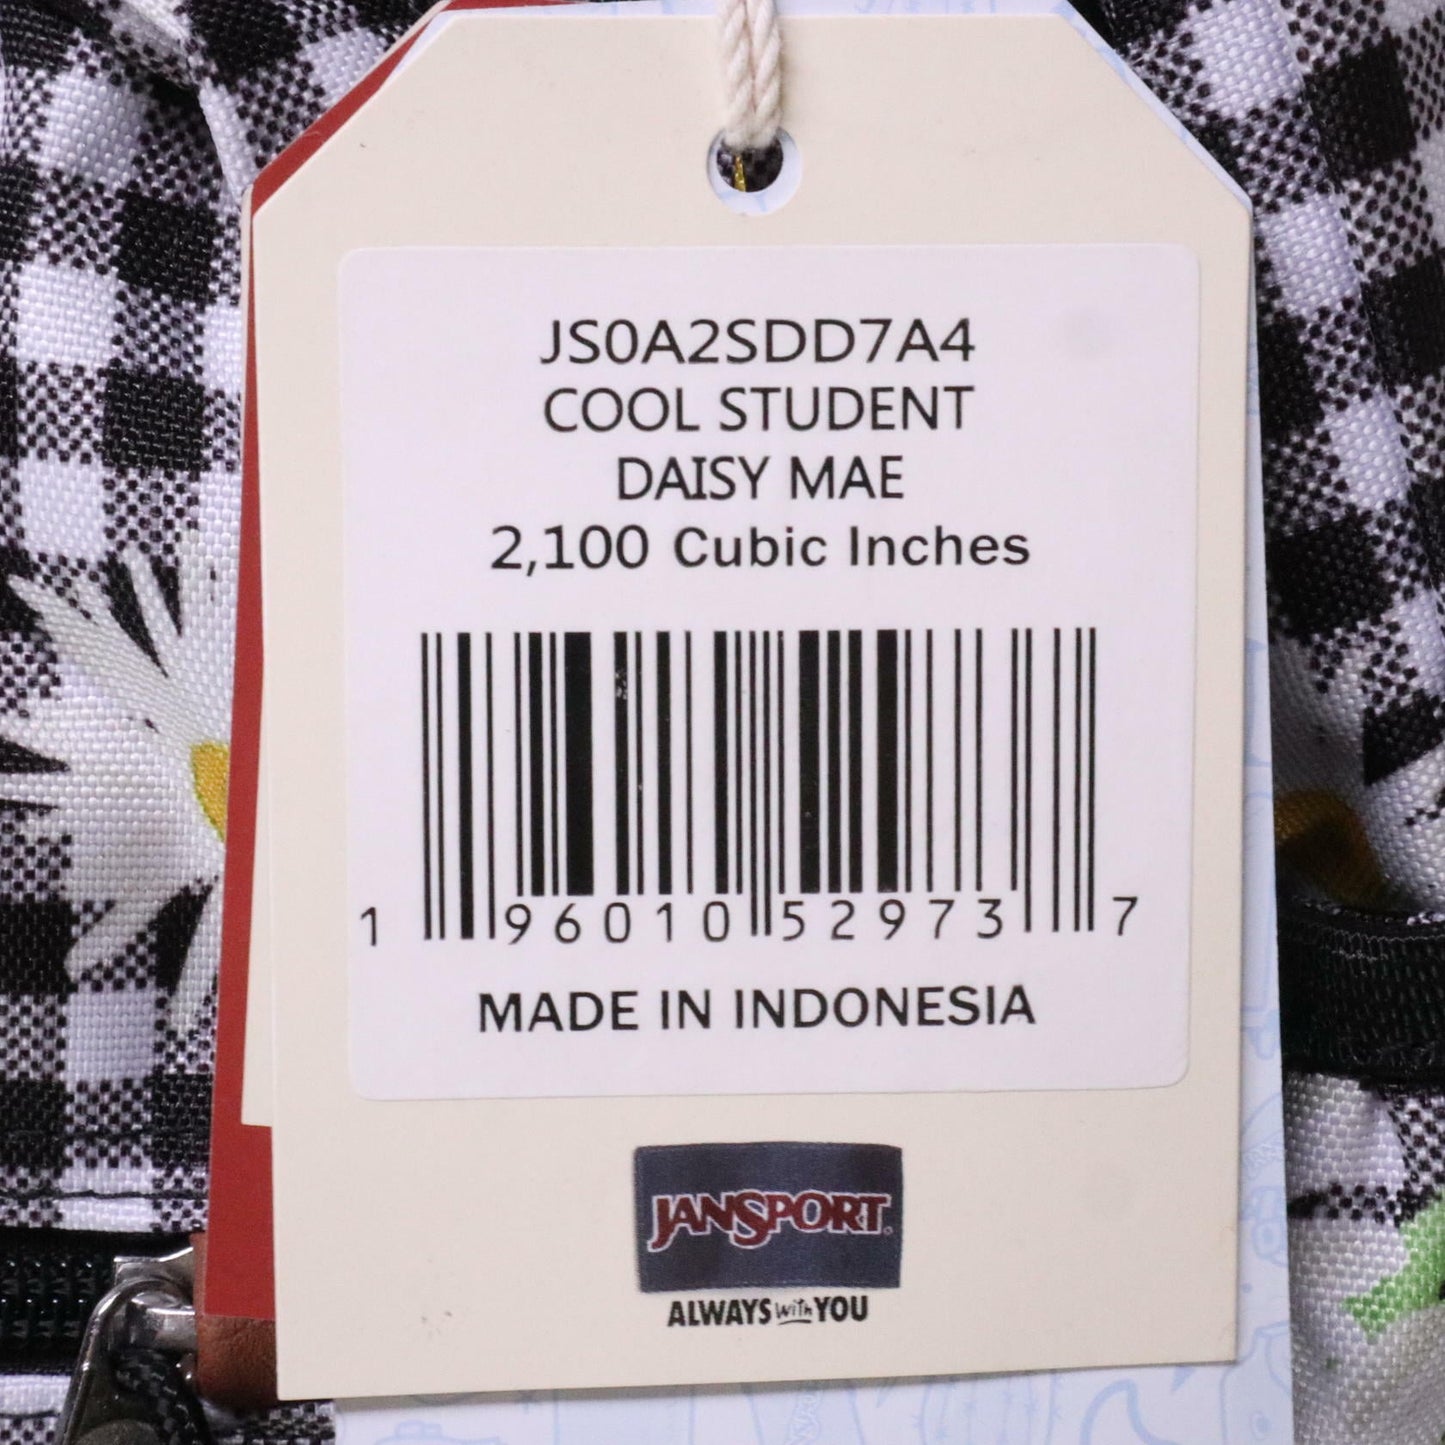 JS0A2SDD7A4
COOL STUDENT
DAISY MAE
2,100 Cubic Inches
1 96010 52973 7
MADE IN INDONESIA
JANSPORT
ALWAYS with YOU